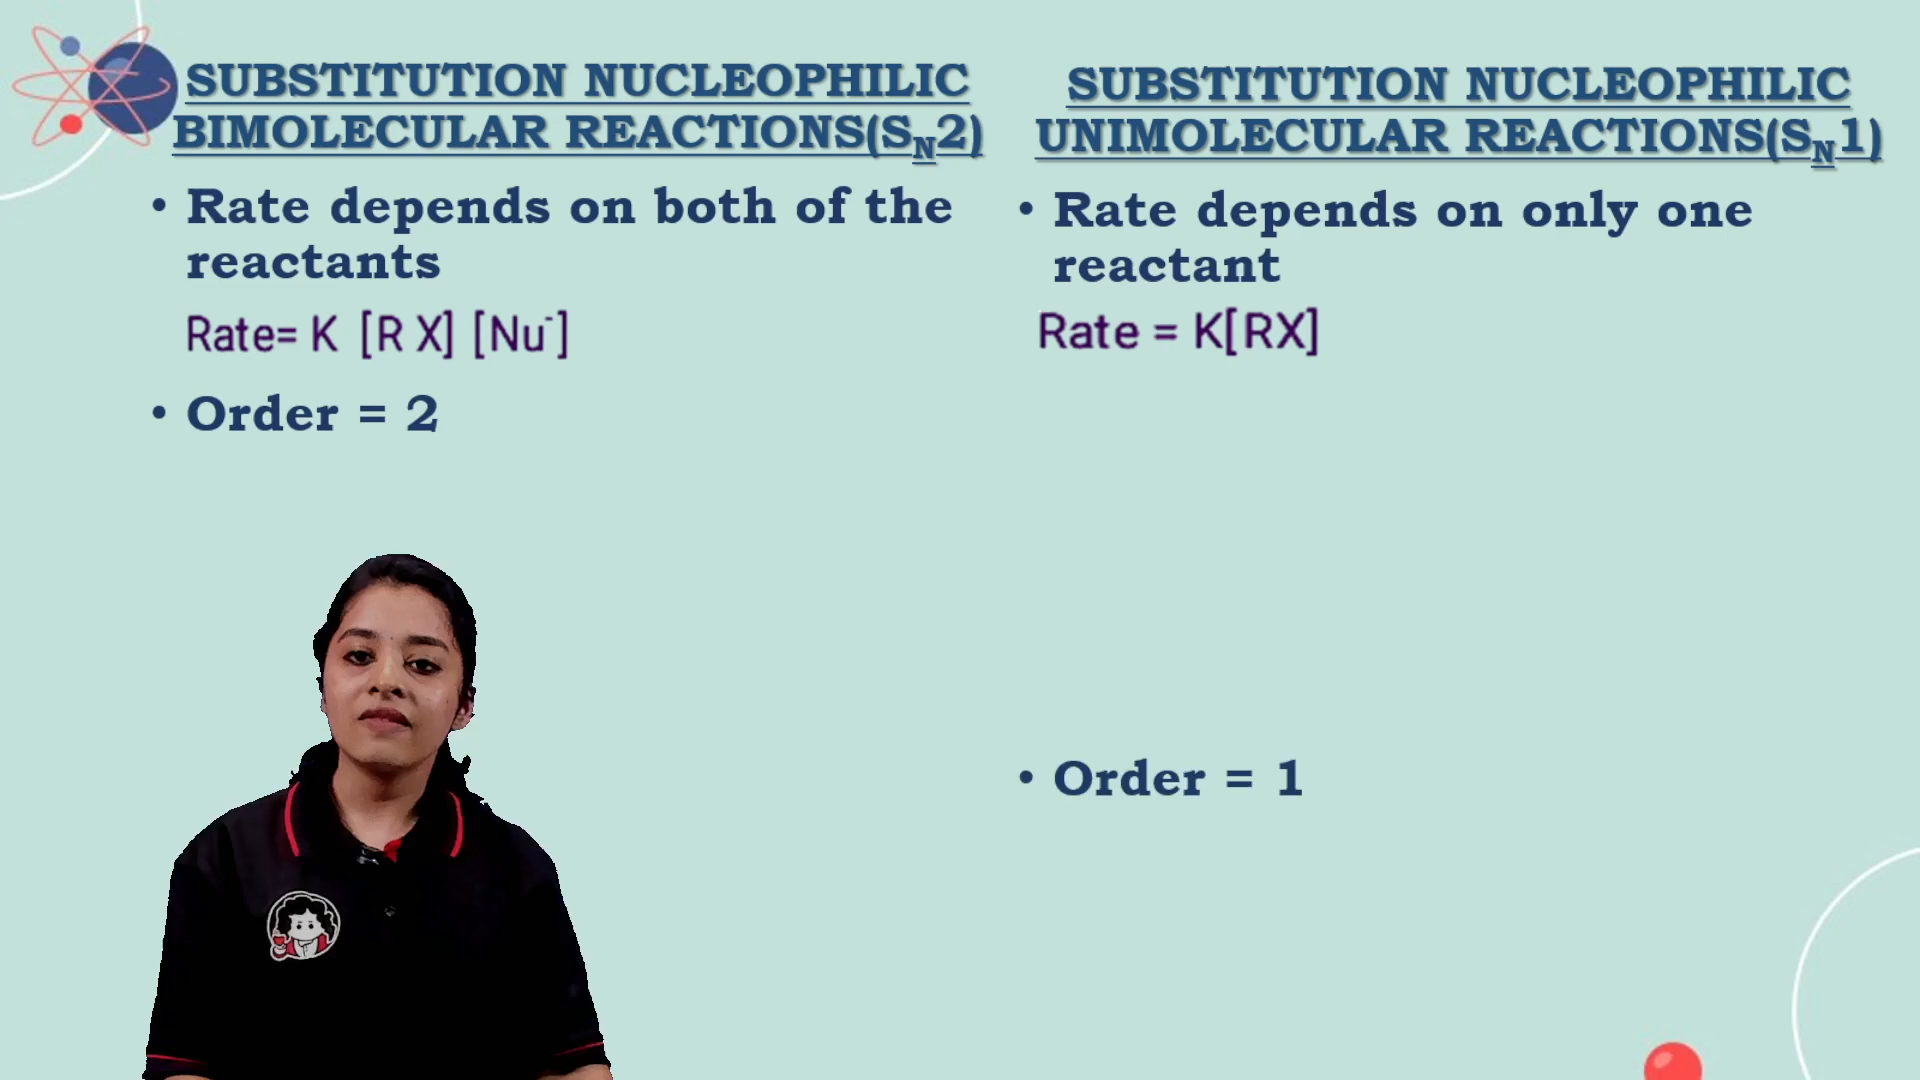 SUBSTITUTION NUCLEOPHILIC
BIMOLECULAR REACTIONS(SN2)
• Rate depends on both of the
reactants
Rate= K [R X] [Nu⁻]
• Order = 2
SUBSTITUTION NUCLEOPHILIC
UNIMOLECULAR REACTIONS(SN1)
• Rate depends on only one
reactant
Rate = K[RX]
• Order = 1